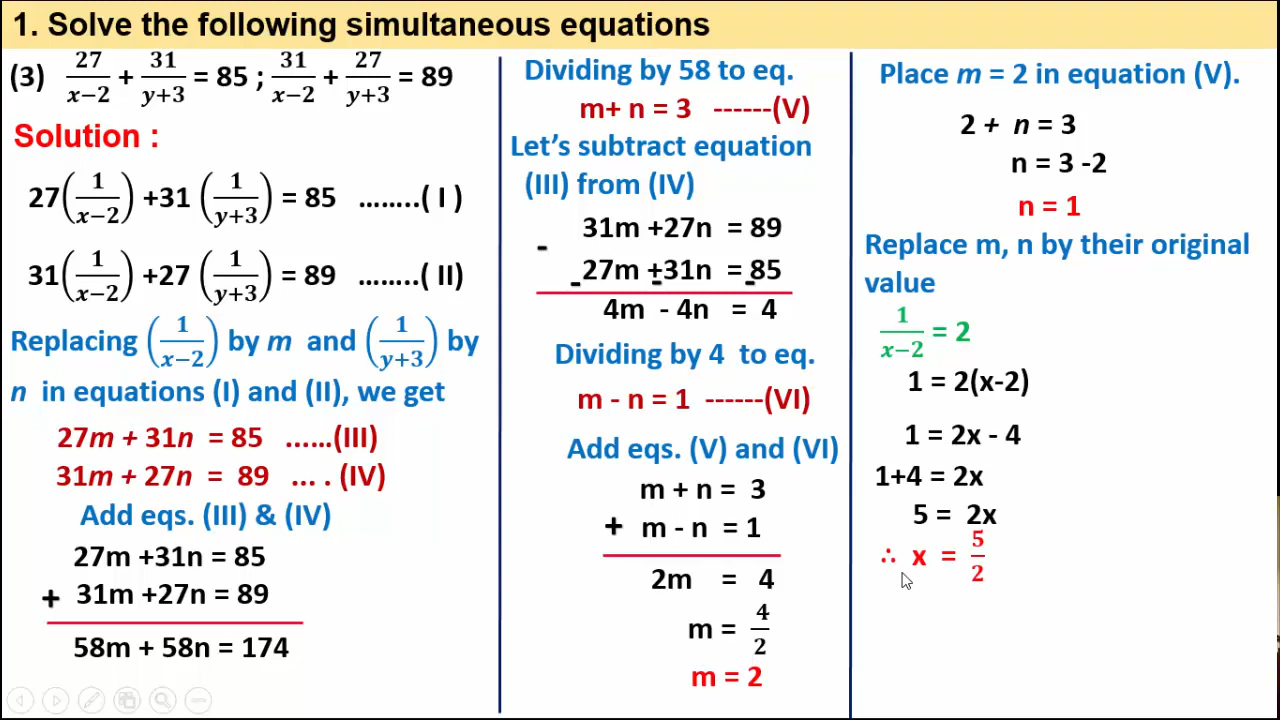 1. Solve the following simultaneous equations
(3) 27/(x−2) + 31/(y+3) = 85 ; 31/(x−2) + 27/(y+3) = 89
Solution :
27(1/(x−2)) +31 (1/(y+3)) = 85 ........( I )
31(1/(x−2)) +27 (1/(y+3)) = 89 ........( II)
Replacing (1/(x−2)) by m and (1/(y+3)) by
n in equations (I) and (II), we get
27m + 31n = 85 ......(III)
31m + 27n = 89 ... . (IV)
Add eqs. (III) & (IV)
27m +31n = 85
+ 31m +27n = 89
58m + 58n = 174
Dividing by 58 to eq.
m+ n = 3 ------(V)
Let’s subtract equation
(III) from (IV)
31m +27n = 89
-
27m +31n = 85
- - -
4m - 4n = 4
Dividing by 4 to eq.
m - n = 1 ------(VI)
Add eqs. (V) and (VI)
m + n = 3
+ m - n = 1
2m = 4
m = 4/2
m = 2
Place m = 2 in equation (V).
2 + n = 3
n = 3 -2
n = 1
Replace m, n by their original
value
1/(x−2) = 2
1 = 2(x-2)
1 = 2x - 4
1+4 = 2x
5 = 2x
∴ x = 5/2